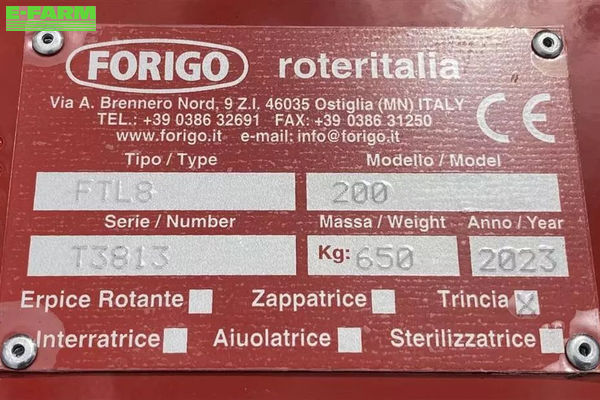 E-FARM
FORIGO roteritalia
Via A. Brennero Nord, 9 Z.I. 46035 Ostiglia (MN) ITALY
TEL.: +39 0386 32691 FAX: +39 0386 31250
www.forigo.it e-mail: info@forigo.it
CE
Tipo / Type Modello / Model
FTL8 200
Serie / Number Massa / Weight Anno / Year
T3813 Kg: 650 2023
Erpice Rotante Zappatrice Trincia X
Interratrice Aiuolatrice Sterilizzatrice